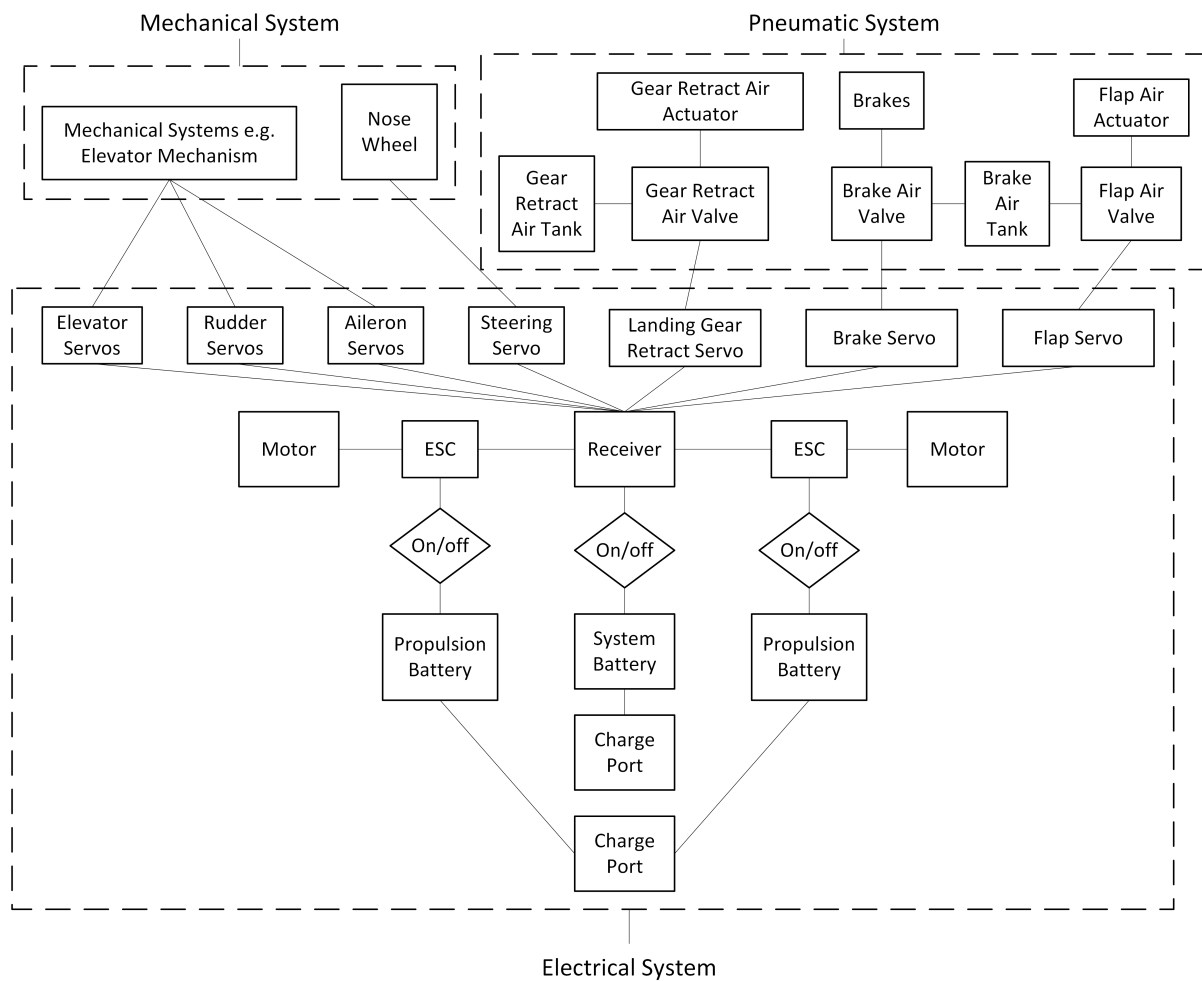 Mechanical System
Pneumatic System
Mechanical Systems e.g.
Elevator Mechanism
Nose
Wheel
Gear Retract Air
Actuator
Brakes
Flap Air
Actuator
Gear
Retract
Air Tank
Gear Retract
Air Valve
Brake Air
Valve
Brake
Air
Tank
Flap Air
Valve
Elevator
Servos
Rudder
Servos
Aileron
Servos
Steering
Servo
Landing Gear
Retract Servo
Brake Servo
Flap Servo
Motor
ESC
Receiver
ESC
Motor
On/off
On/off
On/off
Propulsion
Battery
System
Battery
Propulsion
Battery
Charge
Port
Charge
Port
Electrical System